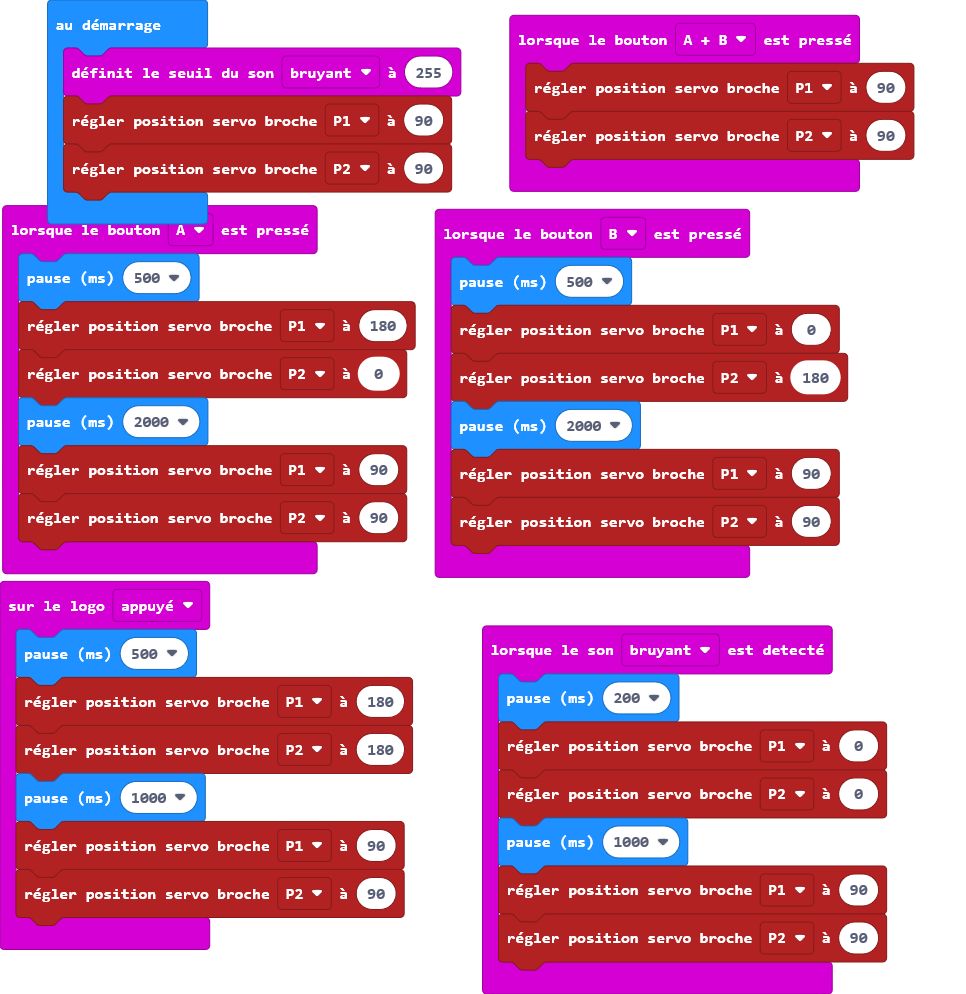 au démarrage
définit le seuil du son bruyant à 255
régler position servo broche P1 à 90
régler position servo broche P2 à 90
lorsque le bouton A + B est pressé
régler position servo broche P1 à 90
régler position servo broche P2 à 90
lorsque le bouton A est pressé
pause (ms) 500
régler position servo broche P1 à 180
régler position servo broche P2 à 0
pause (ms) 2000
régler position servo broche P1 à 90
régler position servo broche P2 à 90
lorsque le bouton B est pressé
pause (ms) 500
régler position servo broche P1 à 0
régler position servo broche P2 à 180
pause (ms) 2000
régler position servo broche P1 à 90
régler position servo broche P2 à 90
sur le logo appuyé
pause (ms) 500
régler position servo broche P1 à 180
régler position servo broche P2 à 180
pause (ms) 1000
régler position servo broche P1 à 90
régler position servo broche P2 à 90
lorsque le son bruyant est detecté
pause (ms) 200
régler position servo broche P1 à 0
régler position servo broche P2 à 0
pause (ms) 1000
régler position servo broche P1 à 90
régler position servo broche P2 à 90